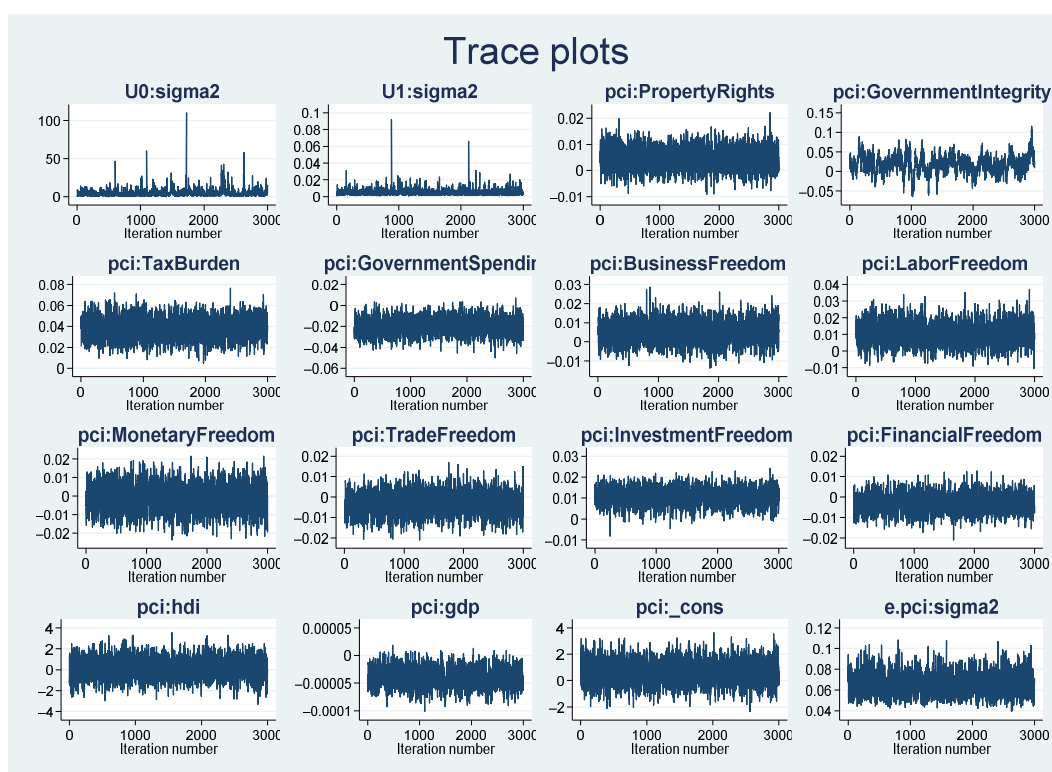 Trace plots
U0:sigma2
100
50
0
0 1000 2000 3000
Iteration number
U1:sigma2
0.1
0.08
0.06
0.04
0.02
0
0 1000 2000 3000
Iteration number
pci:PropertyRights
0.02
0.01
0
−0.01
0 1000 2000 3000
Iteration number
pci:GovernmentIntegrity
0.15
0.1
0.05
0
−0.05
0 1000 2000 3000
Iteration number
pci:TaxBurden
0.08
0.06
0.04
0.02
0
0 1000 2000 3000
Iteration number
pci:GovernmentSpendin
0.02
0
−0.02
−0.04
−0.06
0 1000 2000 3000
Iteration number
pci:BusinessFreedom
0.03
0.02
0.01
0
−0.01
0 1000 2000 3000
Iteration number
pci:LaborFreedom
0.04
0.03
0.02
0.01
0
−0.01
0 1000 2000 3000
Iteration number
pci:MonetaryFreedom
0.02
0.01
0
−0.01
−0.02
0 1000 2000 3000
Iteration number
pci:TradeFreedom
0.02
0.01
0
−0.01
−0.02
0 1000 2000 3000
Iteration number
pci:InvestmentFreedom
0.03
0.02
0.01
0
−0.01
0 1000 2000 3000
Iteration number
pci:FinancialFreedom
0.02
0.01
0
−0.01
−0.02
0 1000 2000 3000
Iteration number
pci:hdi
4
2
0
−2
−4
0 1000 2000 3000
Iteration number
pci:gdp
0.00005
0
−0.00005
−0.0001
0 1000 2000 3000
Iteration number
pci:_cons
4
2
0
−2
0 1000 2000 3000
Iteration number
e.pci:sigma2
0.12
0.1
0.08
0.06
0.04
0 1000 2000 3000
Iteration number